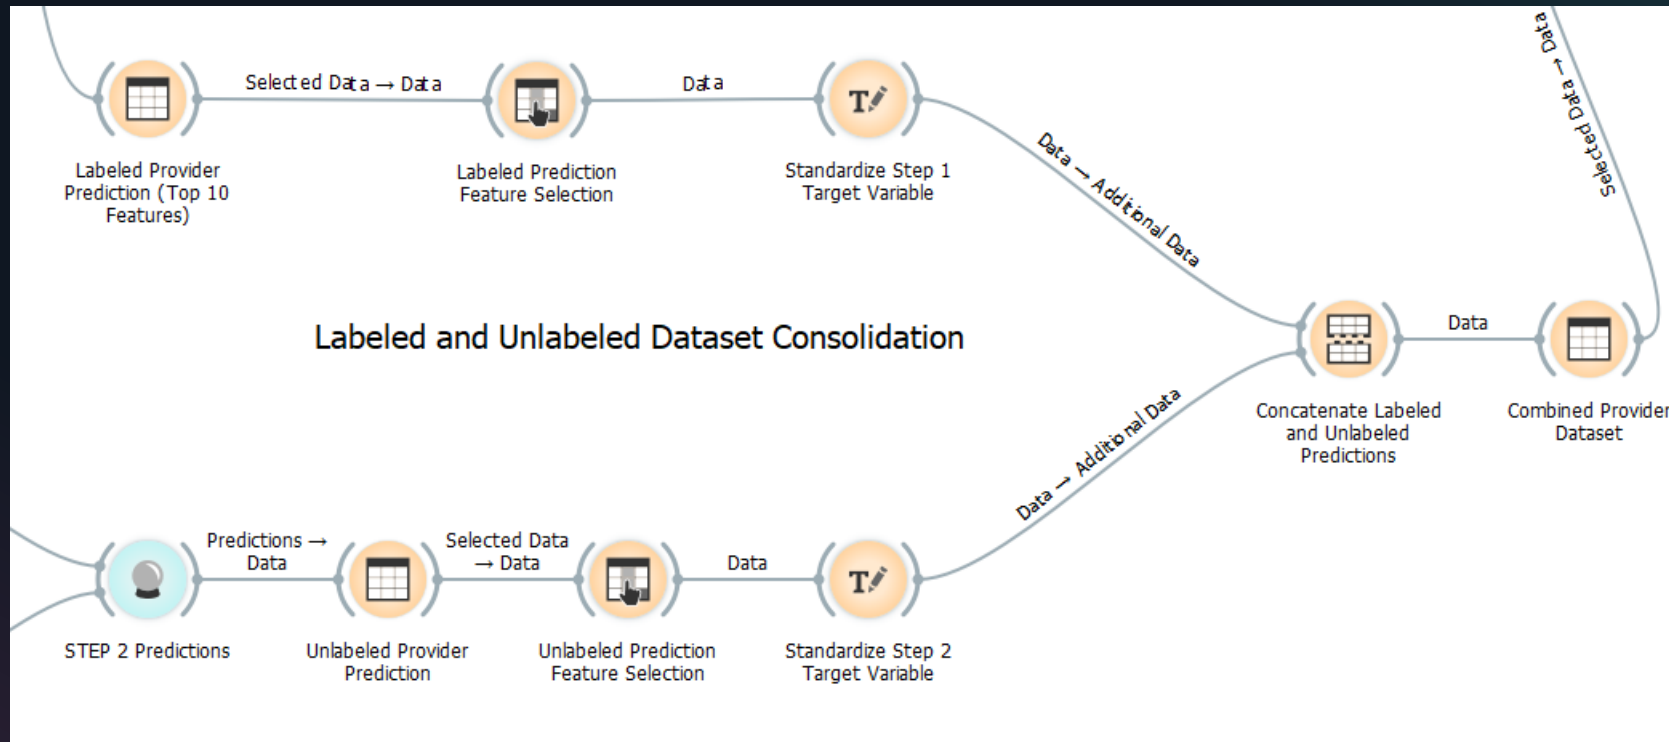 Selected Data → Data
Data
Labeled Provider
Prediction (Top 10
Features)
Labeled Prediction
Feature Selection
Standardize Step 1
Target Variable
Data → Additional Data
Selected Data → Data
Labeled and Unlabeled Dataset Consolidation
Data
Concatenate Labeled
and Unlabeled
Predictions
Combined Provider
Dataset
Data → Additional Data
Predictions →
Data
Selected Data
→ Data
Data
STEP 2 Predictions
Unlabeled Provider
Prediction
Unlabeled Prediction
Feature Selection
Standardize Step 2
Target Variable